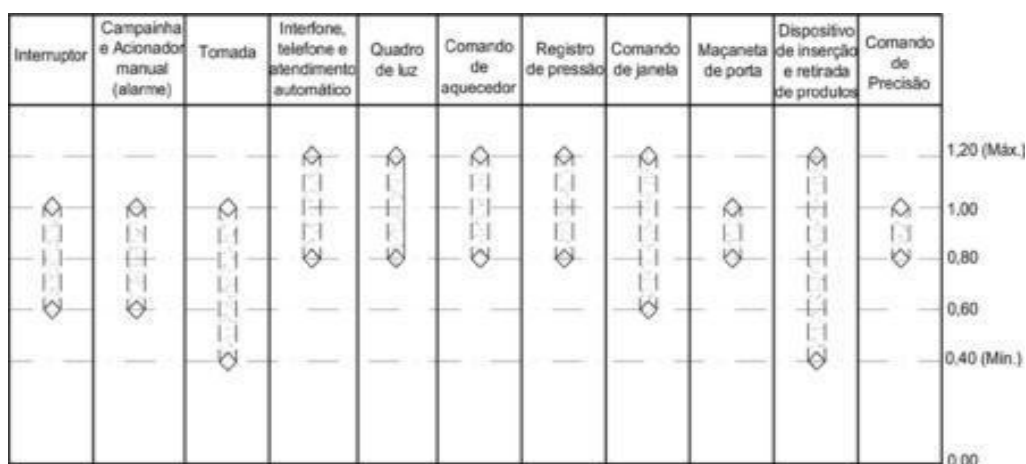 Interruptor
Campainha
e Acionador
manual
(alarme)
Tomada
Interfone,
telefone e
atendimento
automático
Quadro
de luz
Comando
de
aquecedor
Registro
de pressão
Comando
de janela
Maçaneta
de porta
Dispositivo
de inserção
e retirada
de produtos
Comando
de
Precisão
1,20 (Máx.)
1,00
0,80
0,60
0,40 (Mín.)
0,00